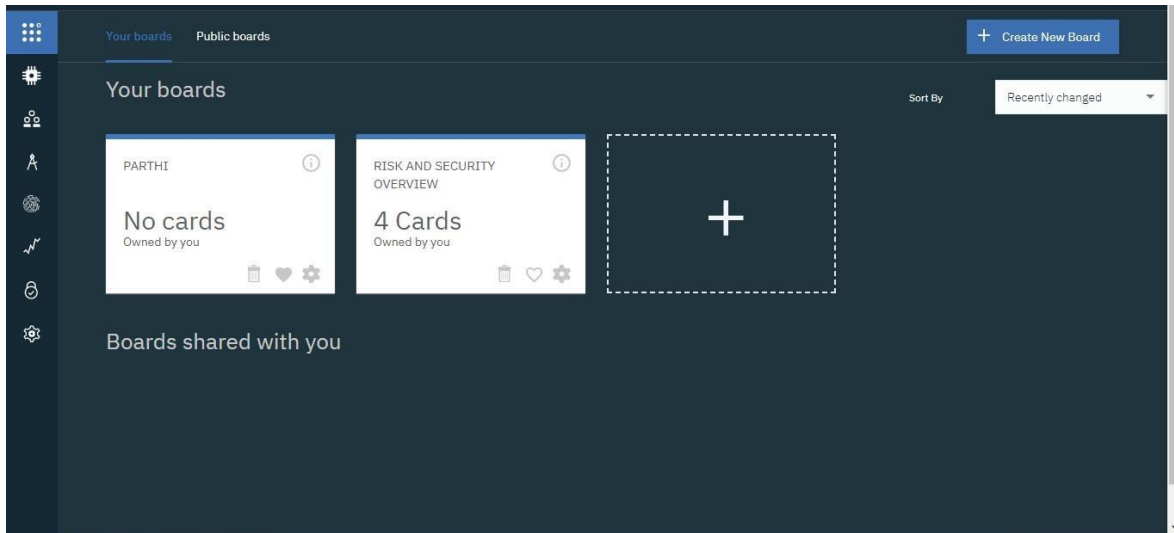 Your boards Public boards + Create New Board
Your boards
Sort By Recently changed
PARTHI
No cards
Owned by you
RISK AND SECURITY
OVERVIEW
4 Cards
Owned by you
Boards shared with you